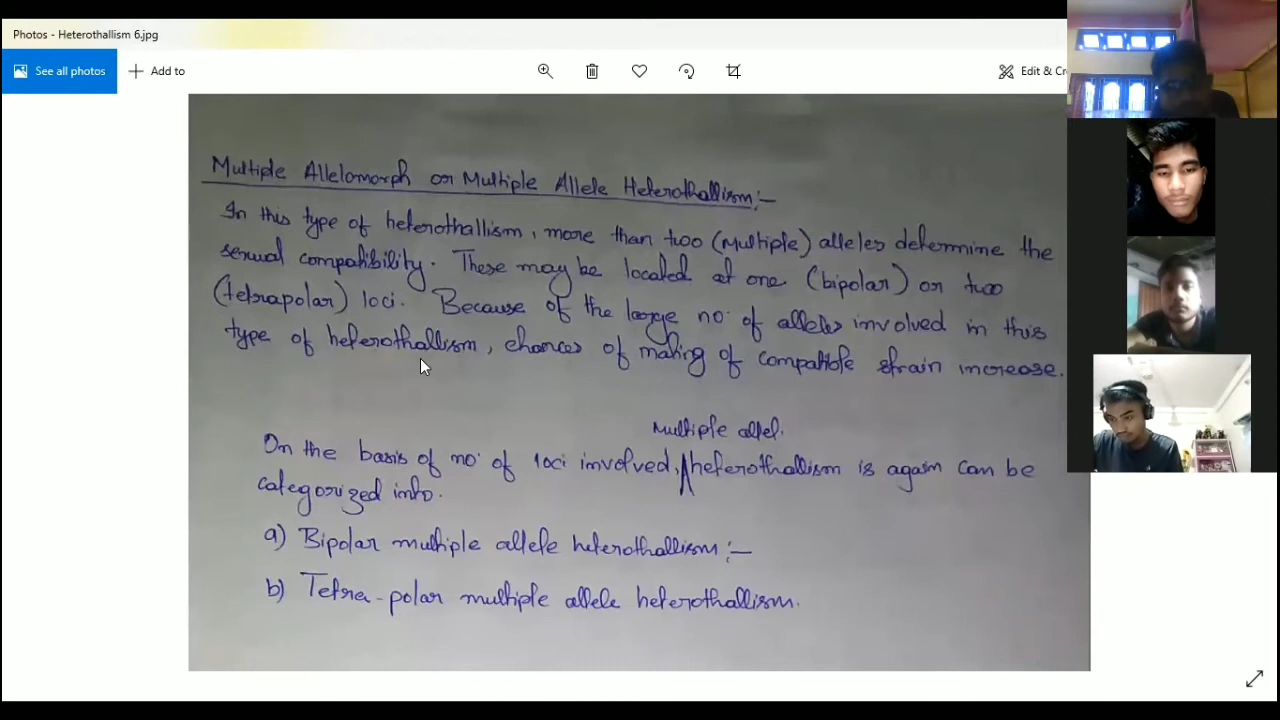 Photos - Heterothallism 6.jpg
See all photos
Add to
Edit & Cr
Multiple Allelomorph or Multiple Allele Heterothallism :-
In this type of heterothallism, more than two (Multiple) alleles determine the
sexual compatibility. These may be located at one (bipolar) or two
(tetrapolar) loci. Because of the large no. of alleles involved in this
type of heterothallism, chances of mating of compatible strain increase.
Multiple allel.
On the basis of no. of loci involved, heterothallism is again can be
categorized into.
a) Bipolar multiple allele heterothallism :-
b) Tetra-polar multiple allele heterothallism.